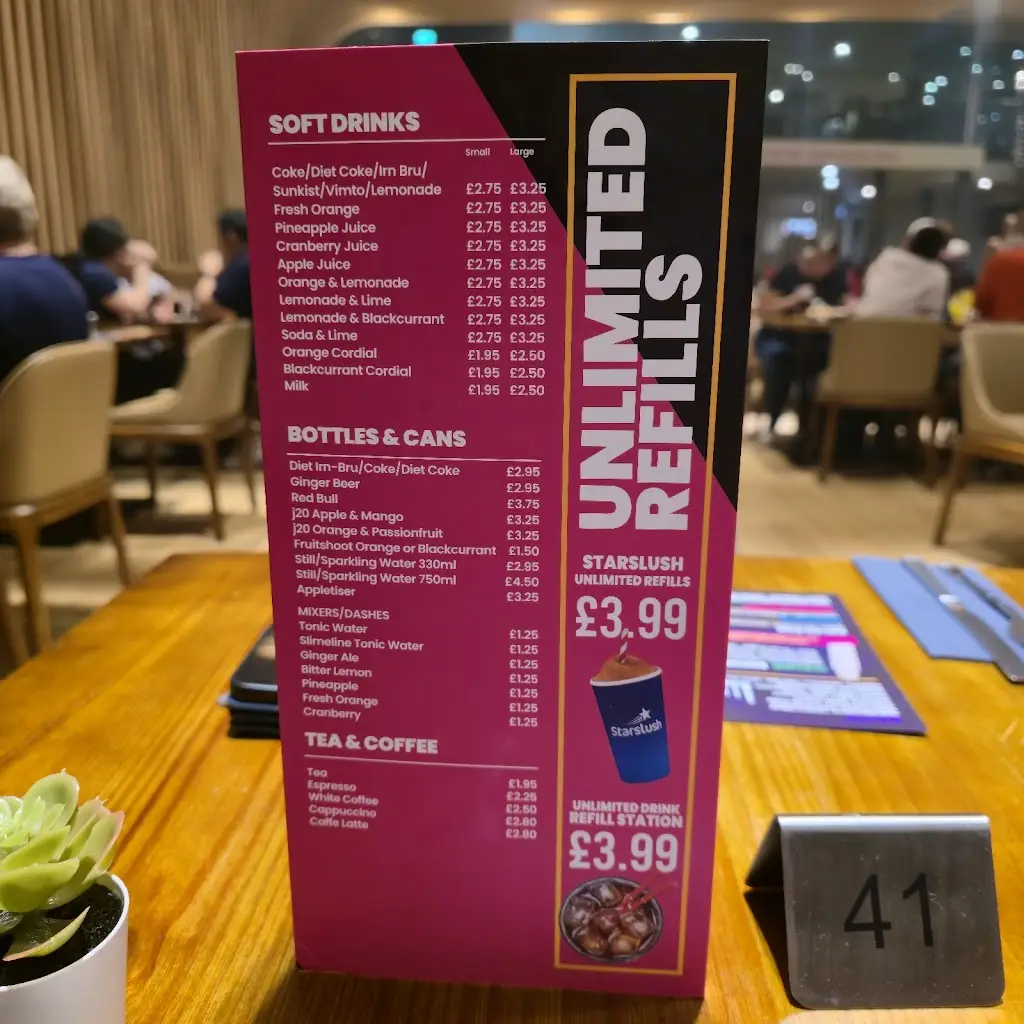 SOFT DRINKS
Small Large
Coke/Diet Coke/Irn Bru/
Sunkist/Vimto/Lemonade £2.75 £3.25
Fresh Orange £2.75 £3.25
Pineapple Juice £2.75 £3.25
Cranberry Juice £2.75 £3.25
Apple Juice £2.75 £3.25
Orange & Lemonade £2.75 £3.25
Lemonade & Lime £2.75 £3.25
Lemonade & Blackcurrant £2.75 £3.25
Soda & Lime £2.75 £3.25
Orange Cordial £1.95 £2.50
Blackcurrant Cordial £1.95 £2.50
Milk £1.95 £2.50
BOTTLES & CANS
Diet Irn-Bru/Coke/Diet Coke £2.95
Ginger Beer £2.95
Red Bull £3.75
j20 Apple & Mango £3.25
j20 Orange & Passionfruit £3.25
Fruitshoot Orange or Blackcurrant £1.50
Still/Sparkling Water 330ml £2.95
Still/Sparkling Water 750ml £4.50
Appletiser £3.25
MIXERS/DASHES
Tonic Water £1.25
Slimeline Tonic Water £1.25
Ginger Ale £1.25
Bitter Lemon £1.25
Pineapple £1.25
Fresh Orange £1.25
Cranberry £1.25
TEA & COFFEE
Tea £1.95
Espresso £2.25
White Coffee £2.50
Cappuccino £2.80
Caffe Latte £2.80
UNLIMITED
REFILLS
STARSLUSH
UNLIMITED REFILLS
£3.99
Starslush
UNLIMITED DRINK
REFILL STATION
£3.99
41